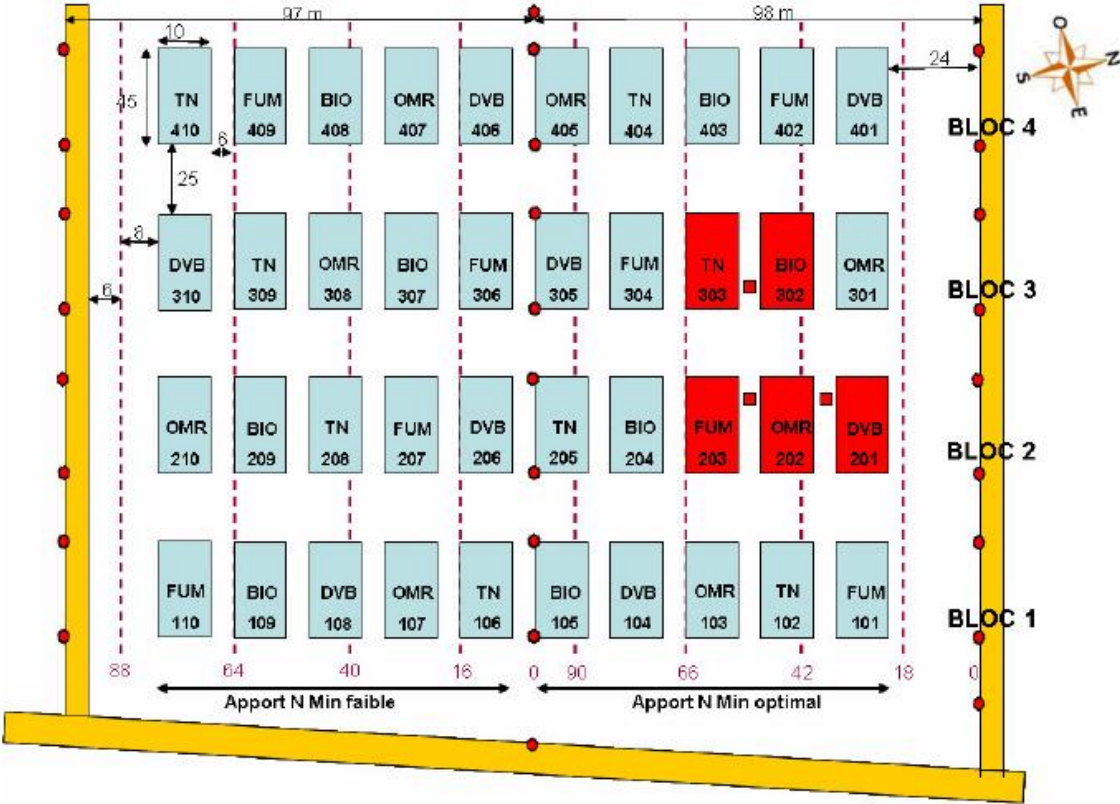 97 m 98 m
10 24
45
TN FUM BIO OMR DVB OMR TN BIO FUM DVB
410 409 408 407 406 405 404 403 402 401
BLOC 4
6
25
8
DVB TN OMR BIO FUM DVB FUM TN BIO OMR
310 309 308 307 306 305 304 303 302 301
BLOC 3
6
OMR BIO TN FUM DVB TN BIO FUM OMR DVB
210 209 208 207 206 205 204 203 202 201
BLOC 2
FUM BIO DVB OMR TN BIO DVB OMR TN FUM
110 109 108 107 106 105 104 103 102 101
BLOC 1
88 64 40 16 0 90 66 42 18 0
Apport N Min faible Apport N Min optimal
O
N
S
E